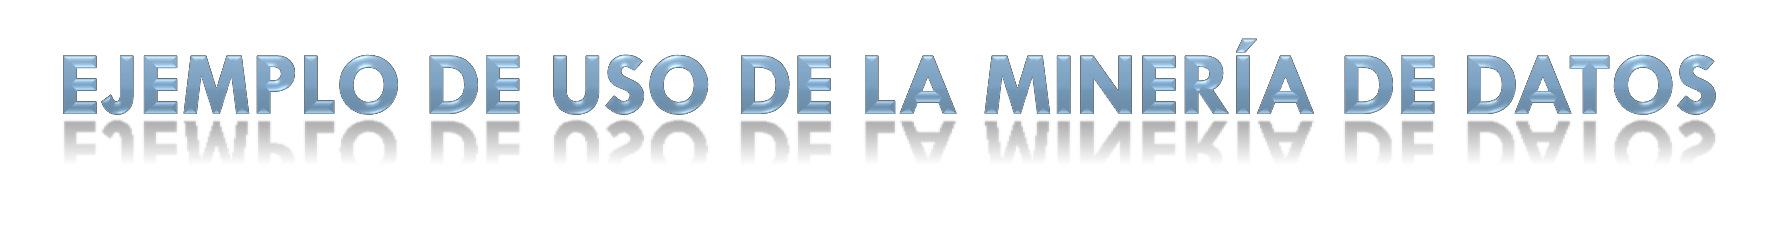 EJEMPLO DE USO DE LA MINERÍA DE DATOS